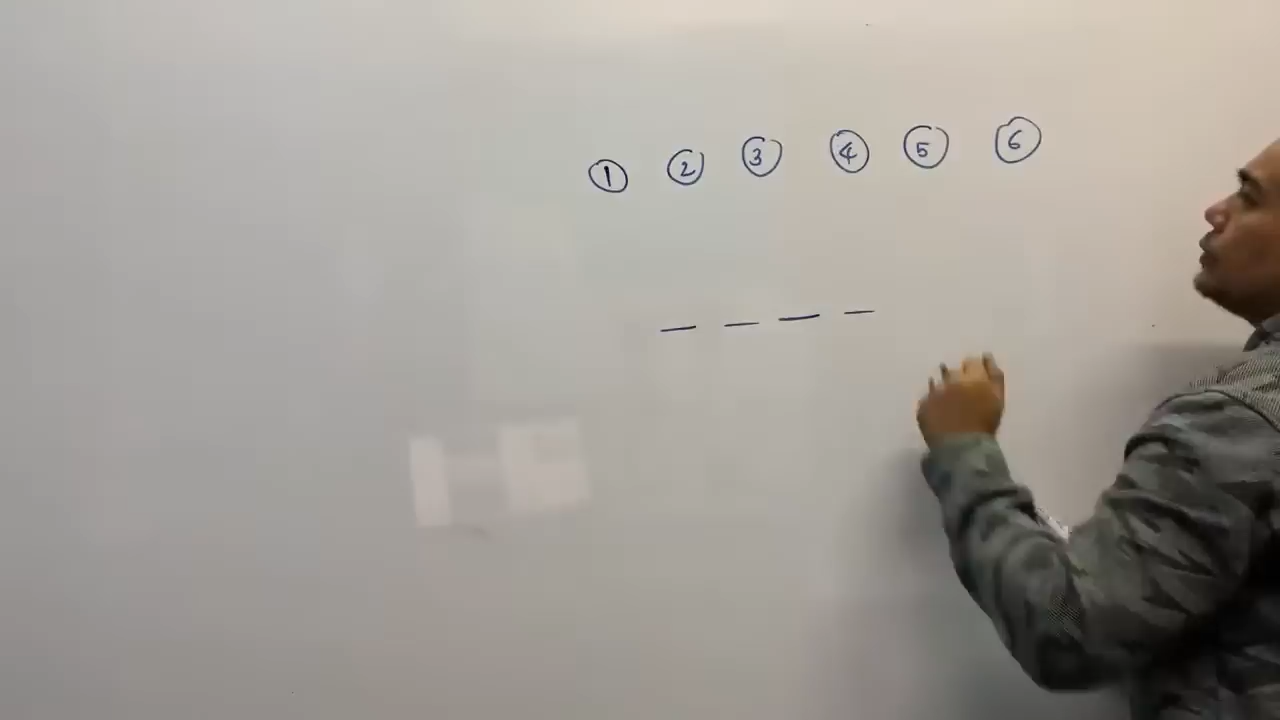 ① ② ③ ④ ⑤ ⑥
_ _ _ _